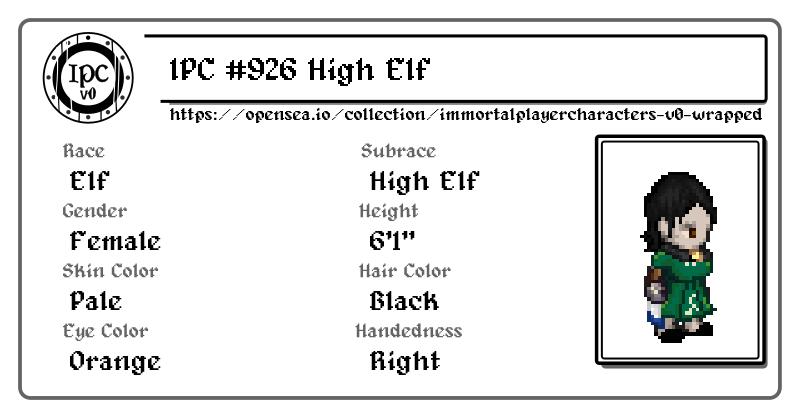 IPC
v0
IPC #926 High Elf
https://opensea.io/collection/immortalplayercharacters-v0-wrapped
Race
Subrace
Elf
High Elf
Gender
Height
Female
6'1"
Skin Color
Hair Color
Pale
Black
Eye Color
Handedness
Orange
Right